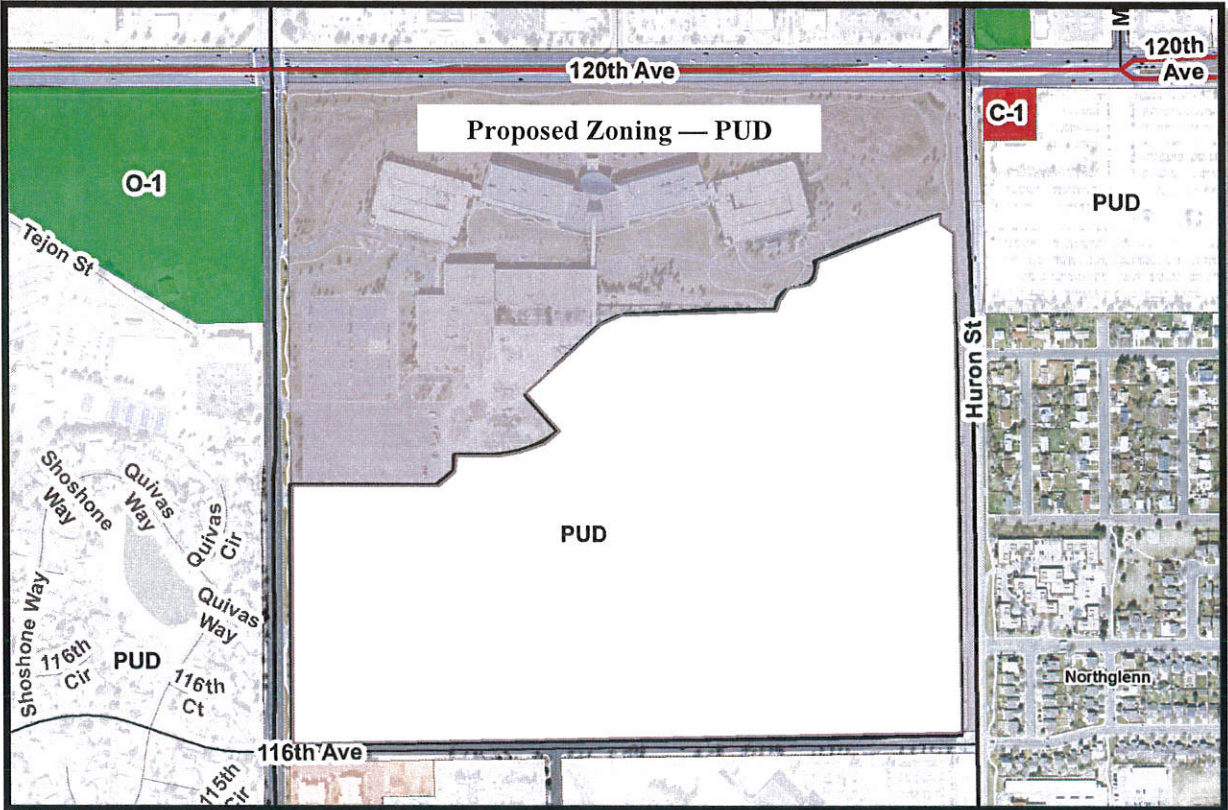 M
120th
Ave
120th Ave
Proposed Zoning — PUD
C-1
O-1
PUD
Tejon St
Huron St
Shoshone
Way
Quivas
Way
Quivas
Cir
PUD
Shoshone Way
Quivas
Way
116th
Cir
PUD
116th
Ct
Northglenn
116th Ave
115th
Cir